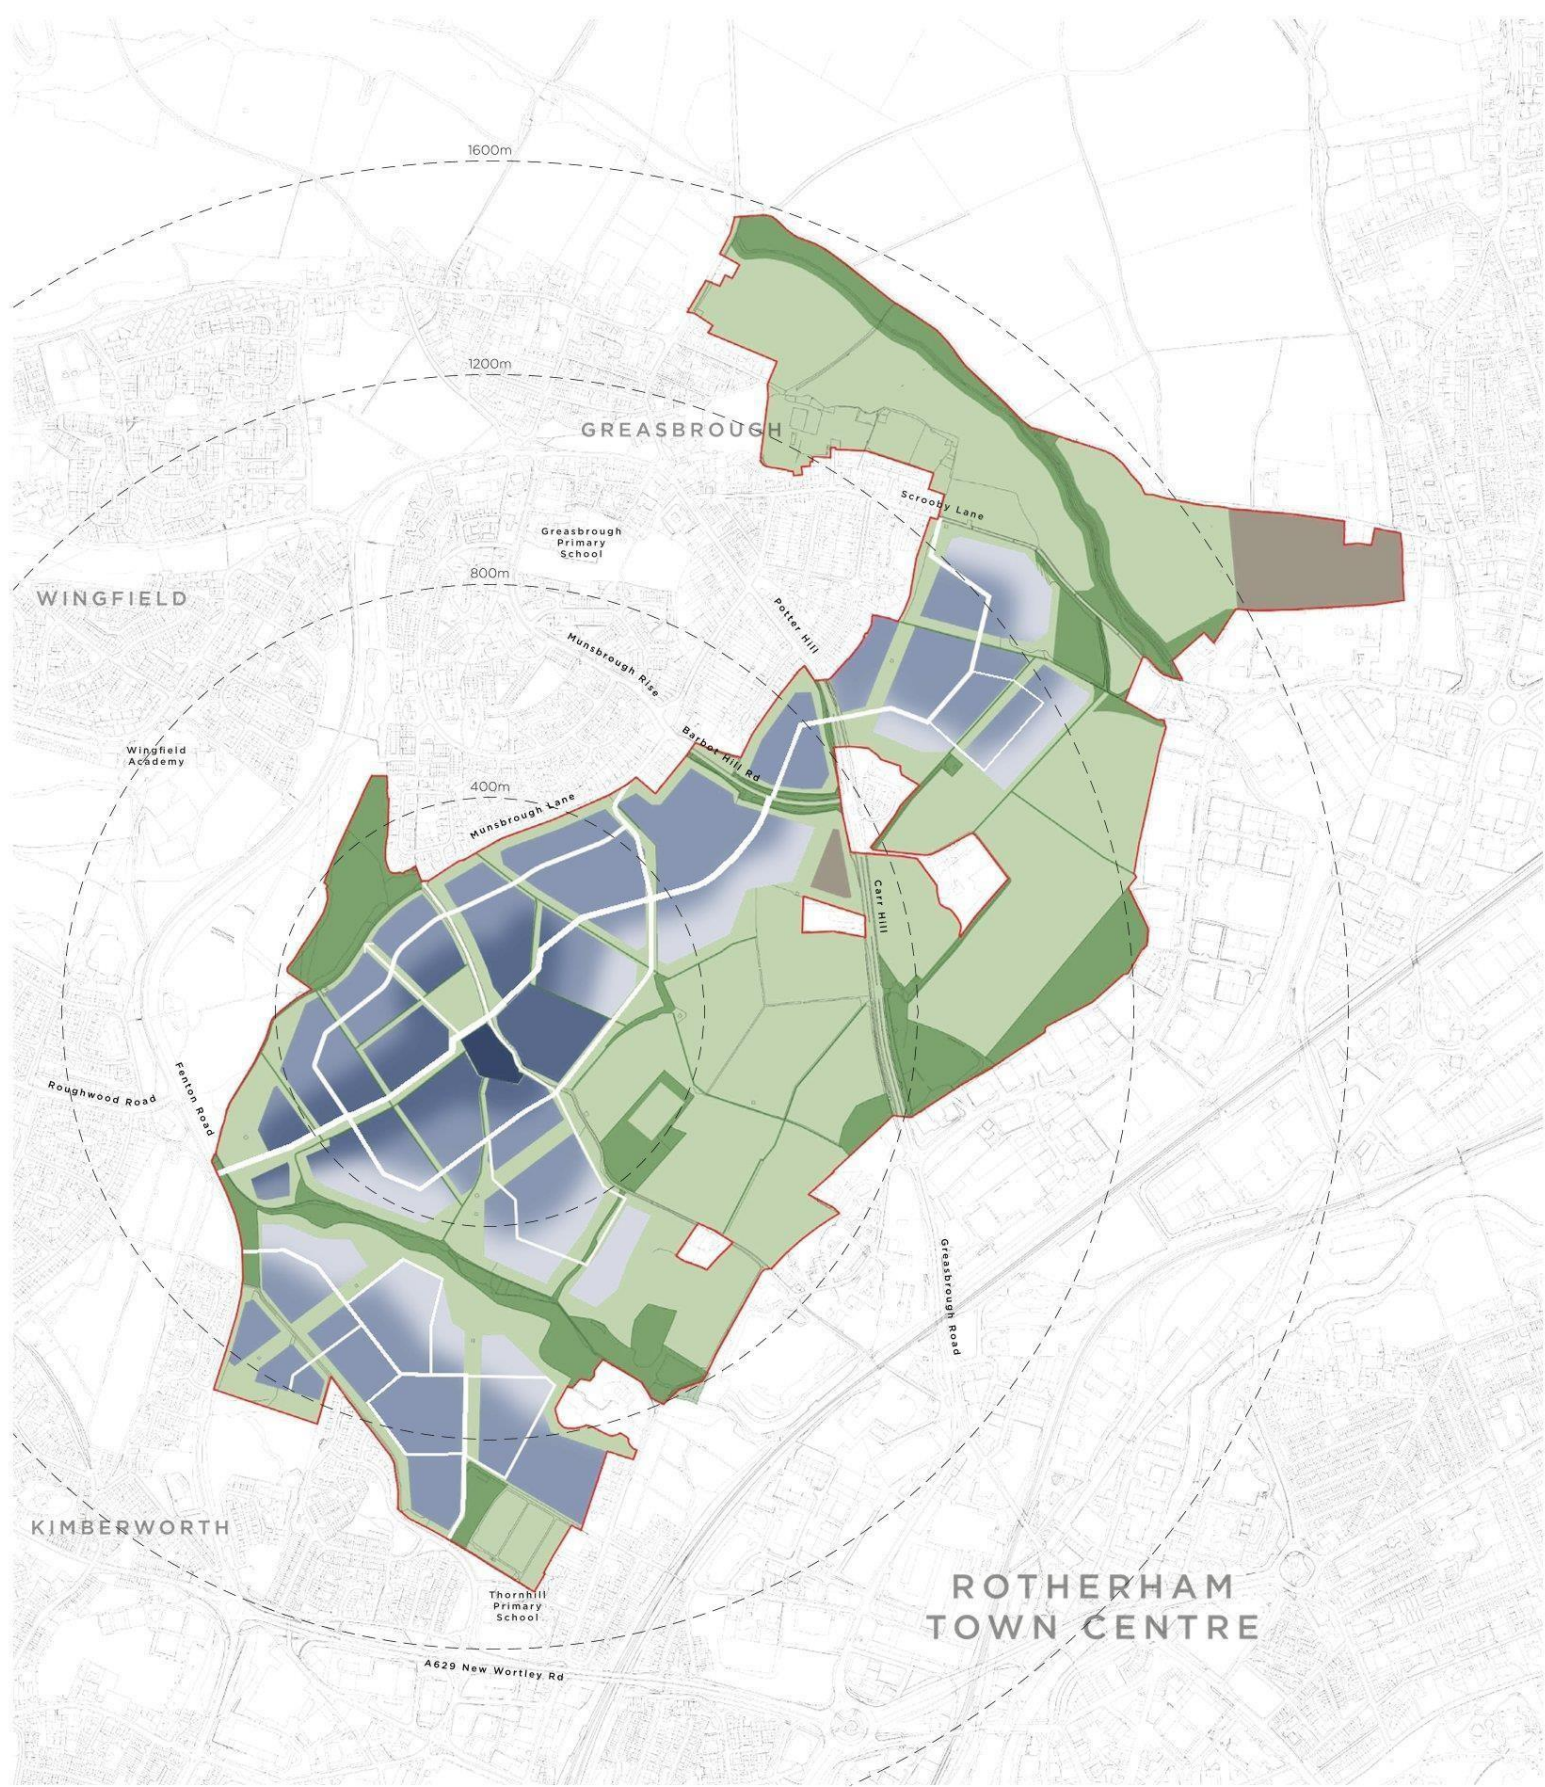 1600m
1200m
GREASBROUGH
Scrooby Lane
Greasbrough
Primary
School
800m
WINGFIELD
Potter Hill
Munsbrough Rise
Barbot Hill Rd
Wingfield
Academy
400m
Munsbrough Lane
Carr Hill
Fenton Road
Roughwood Road
Greasbrough Road
KIMBERWORTH
ROTHERHAM
TOWN CENTRE
Thornhill
Primary
School
A629 New Wortley Rd